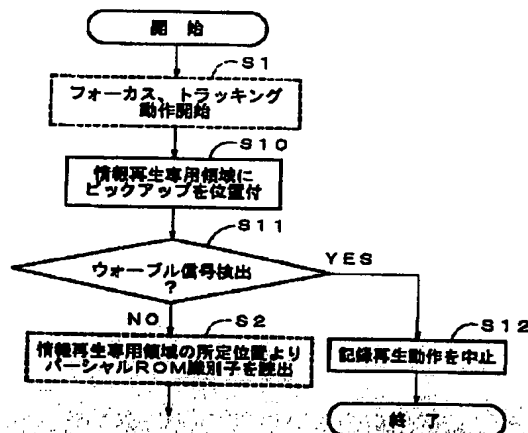 開 始
S1
フォーカス、トラッキング
動作開始
S10
情報再生専用領域に
ピックアップを位置付
S11
ウォーブル信号検出
?
YES
NO
S2
S12
情報再生専用領域の所定位置より
パーシャルROM識別子を読出
記録再生動作を中止
終 了